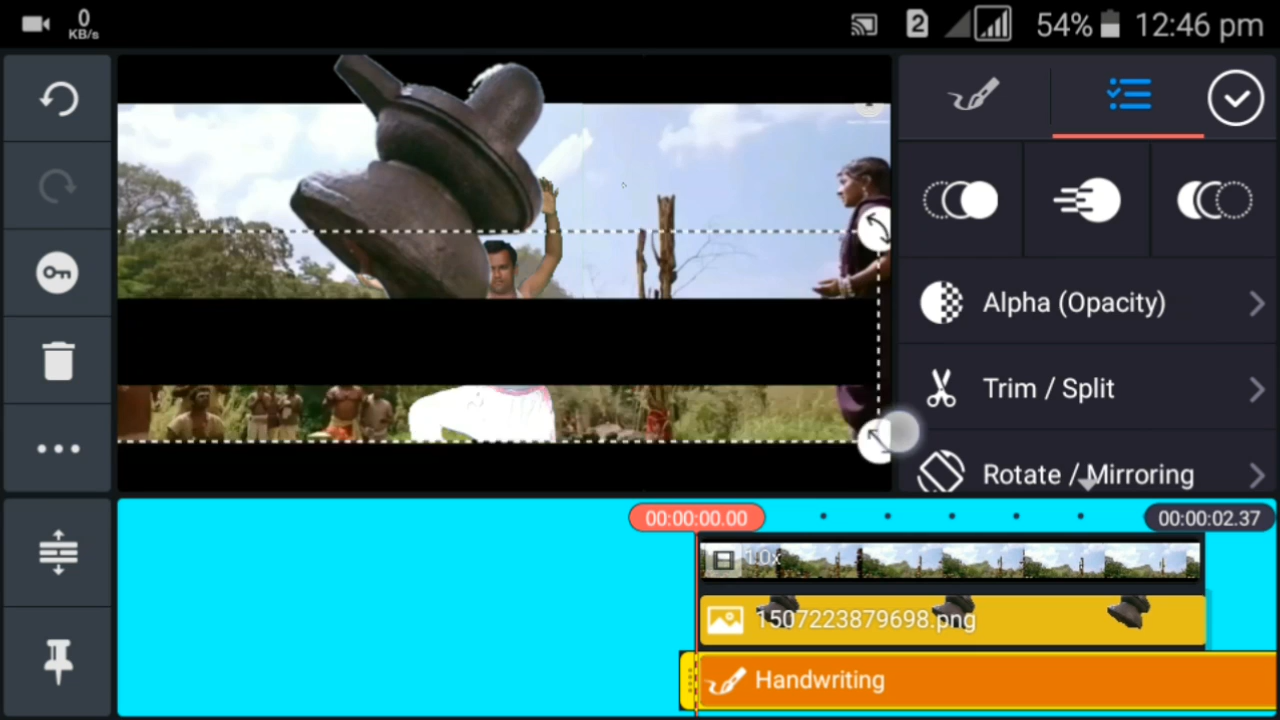 0
KB/s
2
54%
12:46 pm
Alpha (Opacity)
Trim / Split
Rotate / Mirroring
00:00:00.00
00:00:02.37
1.0x
1507223879698.png
Handwriting